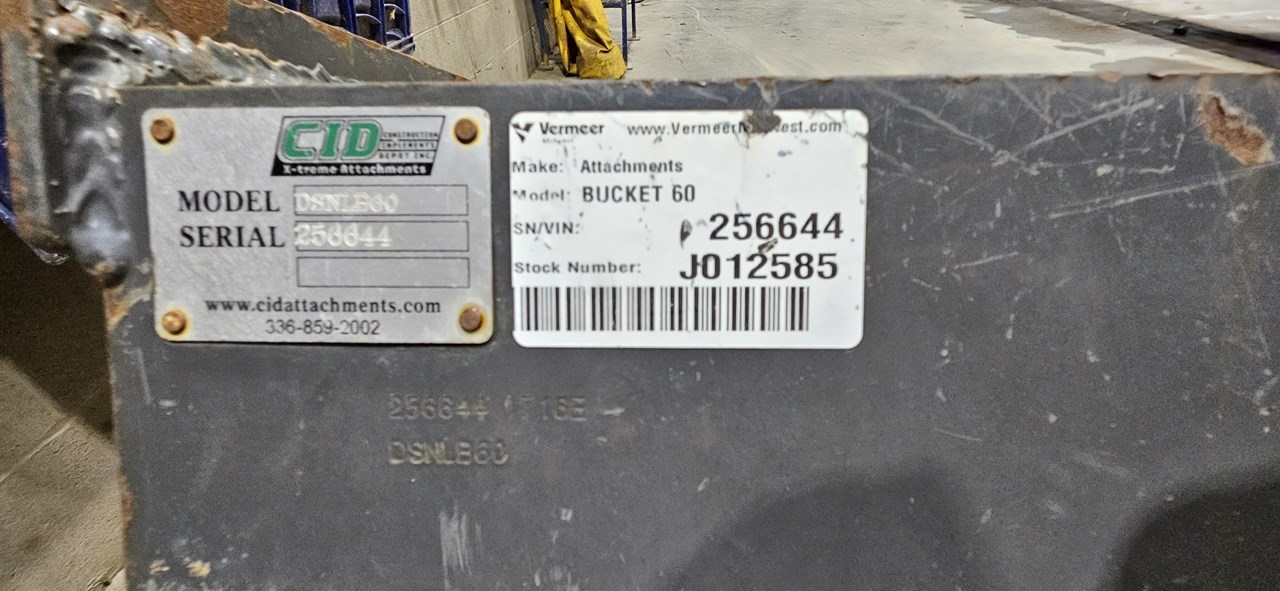 CID CONSTRUCTION
IMPLEMENTS
DEPOT INC.
X-treme Attachments
MODEL DSNLB60
SERIAL 256644
www.cidattachments.com
336-859-2002
Vermeer
Make: Attachments
Model: BUCKET 60
SN/VIN: 256644
Stock Number: J012585
256644
DSNLB60